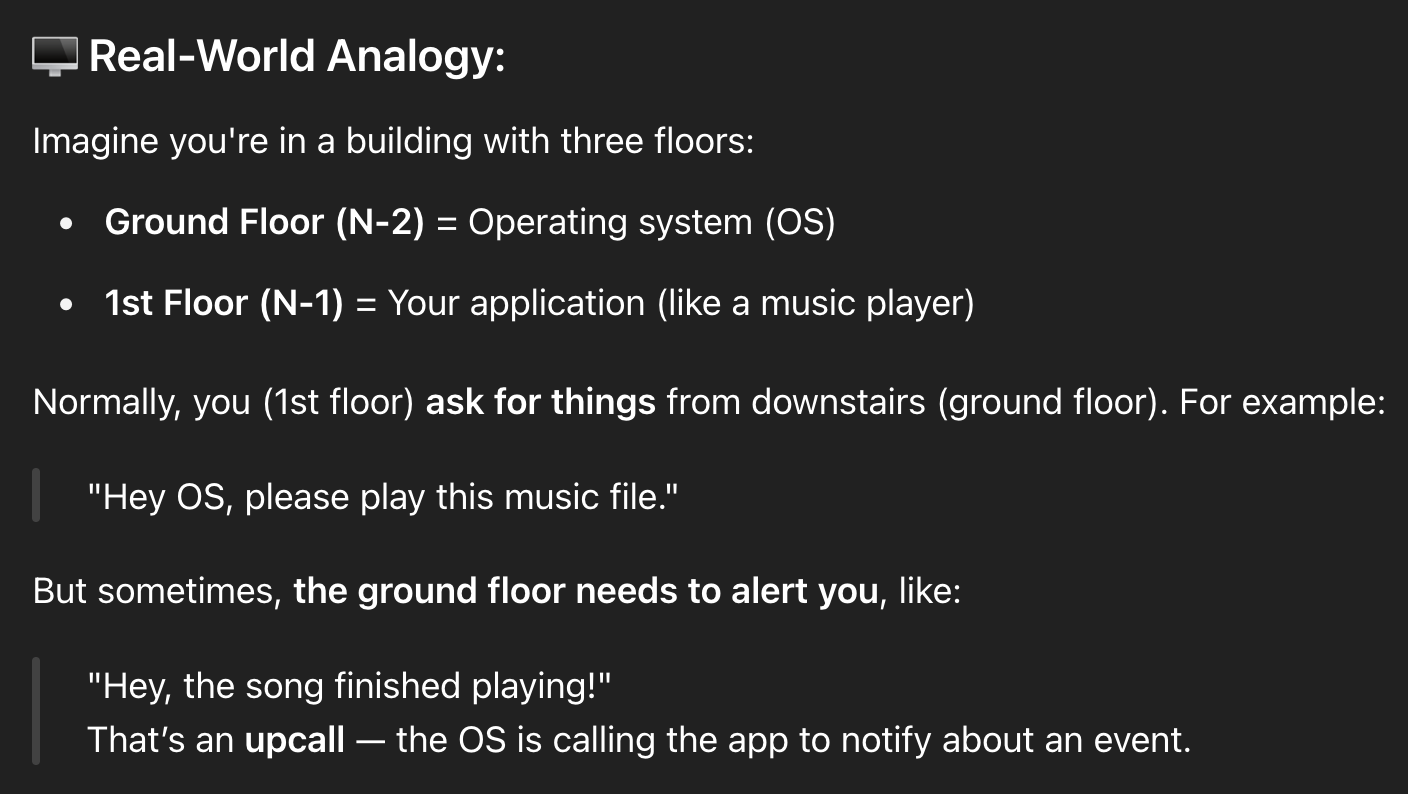 Real-World Analogy:
Imagine you're in a building with three floors:
• Ground Floor (N-2) = Operating system (OS)
• 1st Floor (N-1) = Your application (like a music player)
Normally, you (1st floor) ask for things from downstairs (ground floor). For example:
"Hey OS, please play this music file."
But sometimes, the ground floor needs to alert you, like:
"Hey, the song finished playing!"
That’s an upcall — the OS is calling the app to notify about an event.